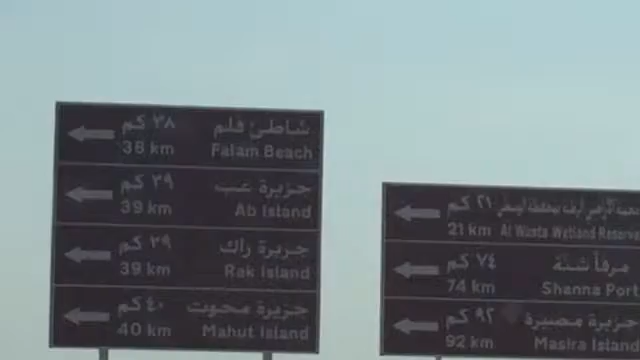 شاطئ فلم ٣٨ كم
Falam Beach 38 km
جزيرة عب ٣٩ كم
Ab Island 39 km
جزيرة راك ٣٩ كم
Rak Island 39 km
جزيرة محوت ٤٠ كم
Mahut Island 40 km
٢١ كم
21 km Al Wusta Wetland Reserve
مرفأ شنة ٧٤ كم
74 km Shanna Port
جزيرة مصيرة ٩٢ كم
92 km Masira Island